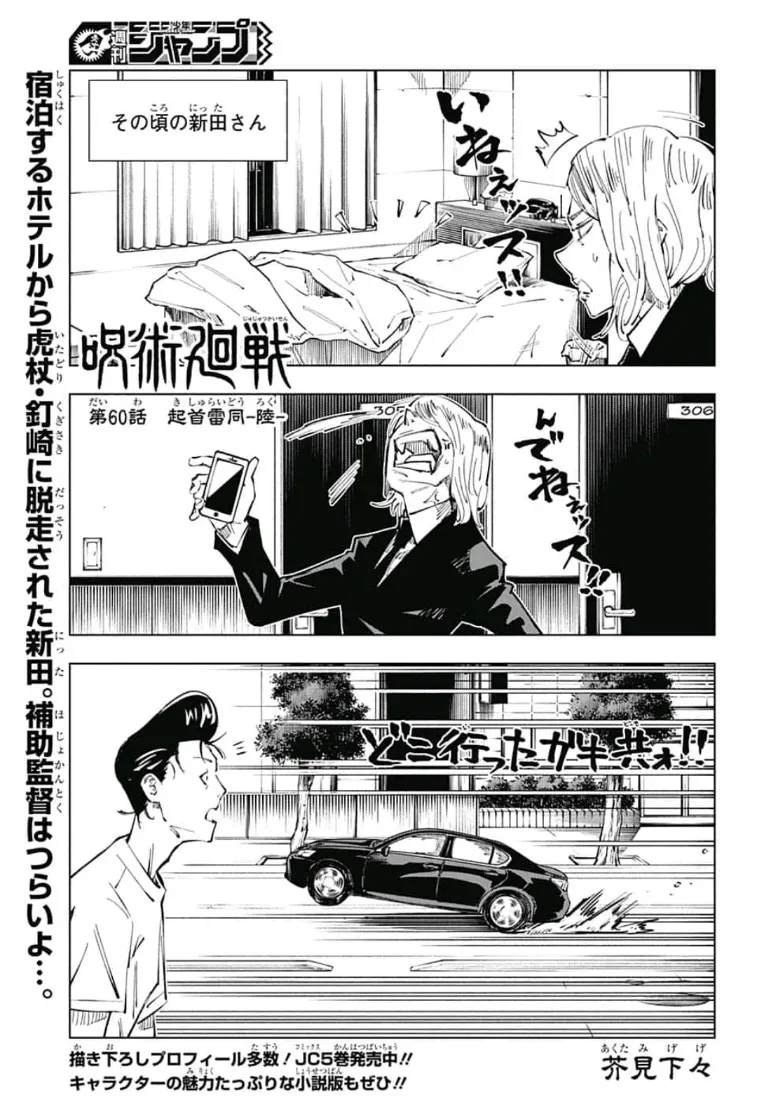 週刊少年ジャンプ
宿泊するホテルから虎杖・釘崎に脱走された新田。補助監督はつらいよ…。
その頃の新田さん
いねぇッス!!
呪術廻戦
第60話 起首雷同-陸-
305
306
んでねぇッス!!
どこ行ったガキ共ォ!!
描き下ろしプロフィール多数!JC5巻発売中!!
キャラクターの魅力たっぷりな小説版もぜひ!!
芥見下々